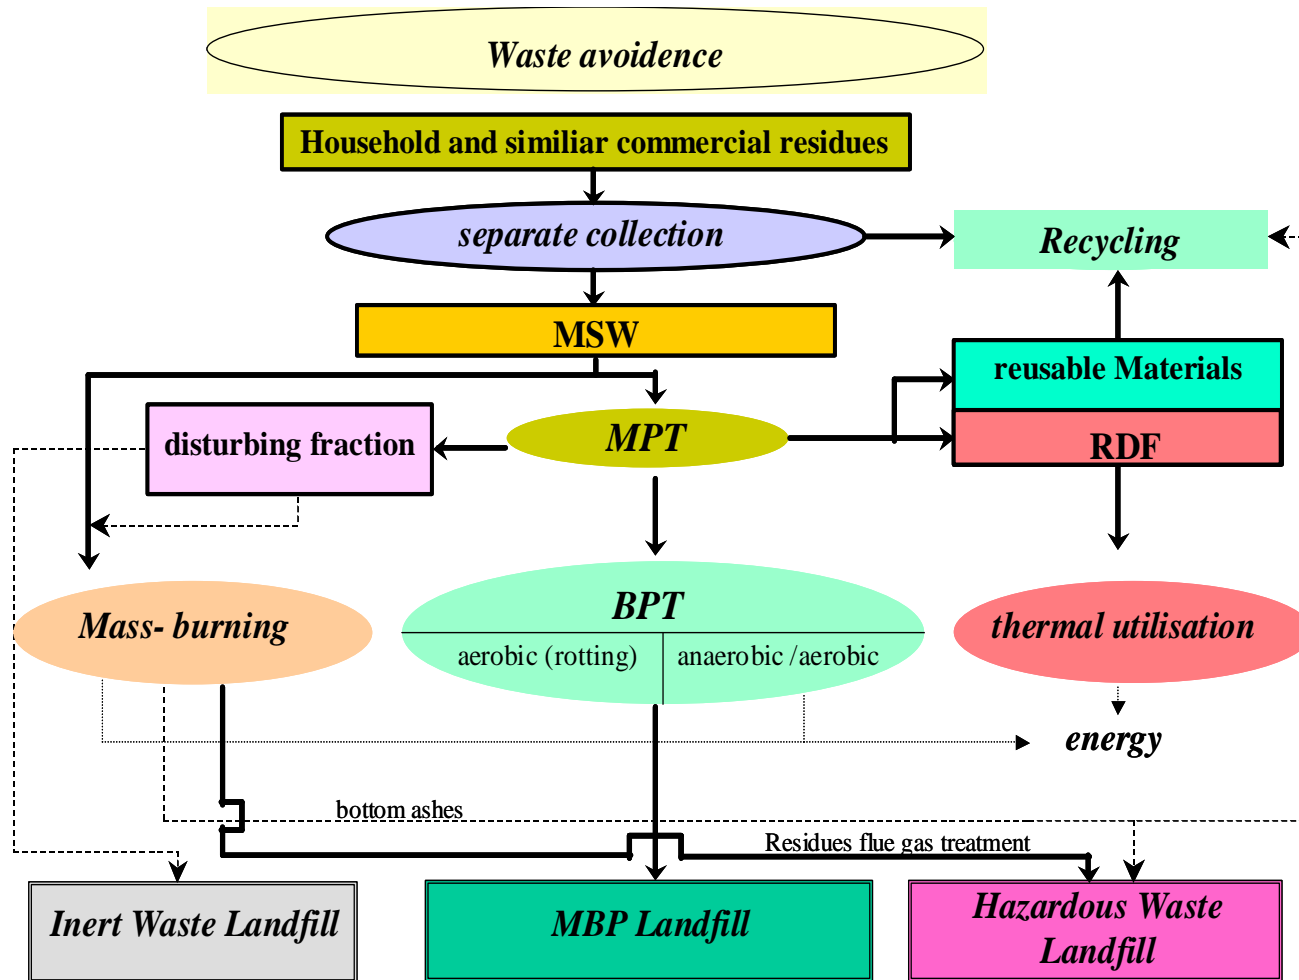 Waste avoidence
Household and similiar commercial residues
separate collection
Recycling
MSW
reusable Materials
disturbing fraction
MPT
RDF
Mass- burning
BPT
aerobic (rotting)
anaerobic /aerobic
thermal utilisation
energy
bottom ashes
Residues flue gas treatment
Inert Waste Landfill
MBP Landfill
Hazardous Waste
Landfill